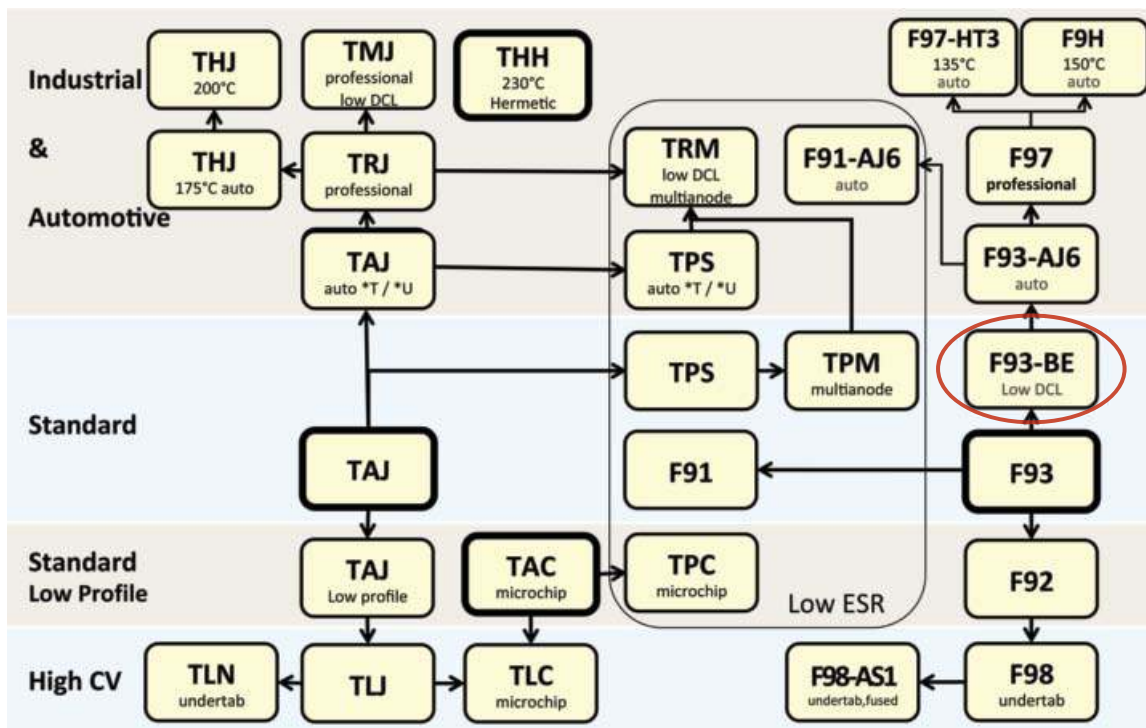 Industrial
&
Automotive
THJ
200°C
TMJ
professional
low DCL
THH
230°C
Hermetic
F97-HT3
135°C
auto
F9H
150°C
auto
THJ
175°C auto
TRJ
professional
TRM
low DCL
multianode
F91-AJ6
auto
F97
professional
TAJ
auto *T / *U
TPS
auto *T / *U
F93-AJ6
auto
Standard
TPS
TPM
multianode
F93-BE
Low DCL
TAJ
F91
F93
Standard
Low Profile
TAJ
Low profile
TAC
microchip
TPC
microchip
Low ESR
F92
High CV
TLN
undertab
TLJ
TLC
microchip
F98-AS1
undertab,fused
F98
undertab